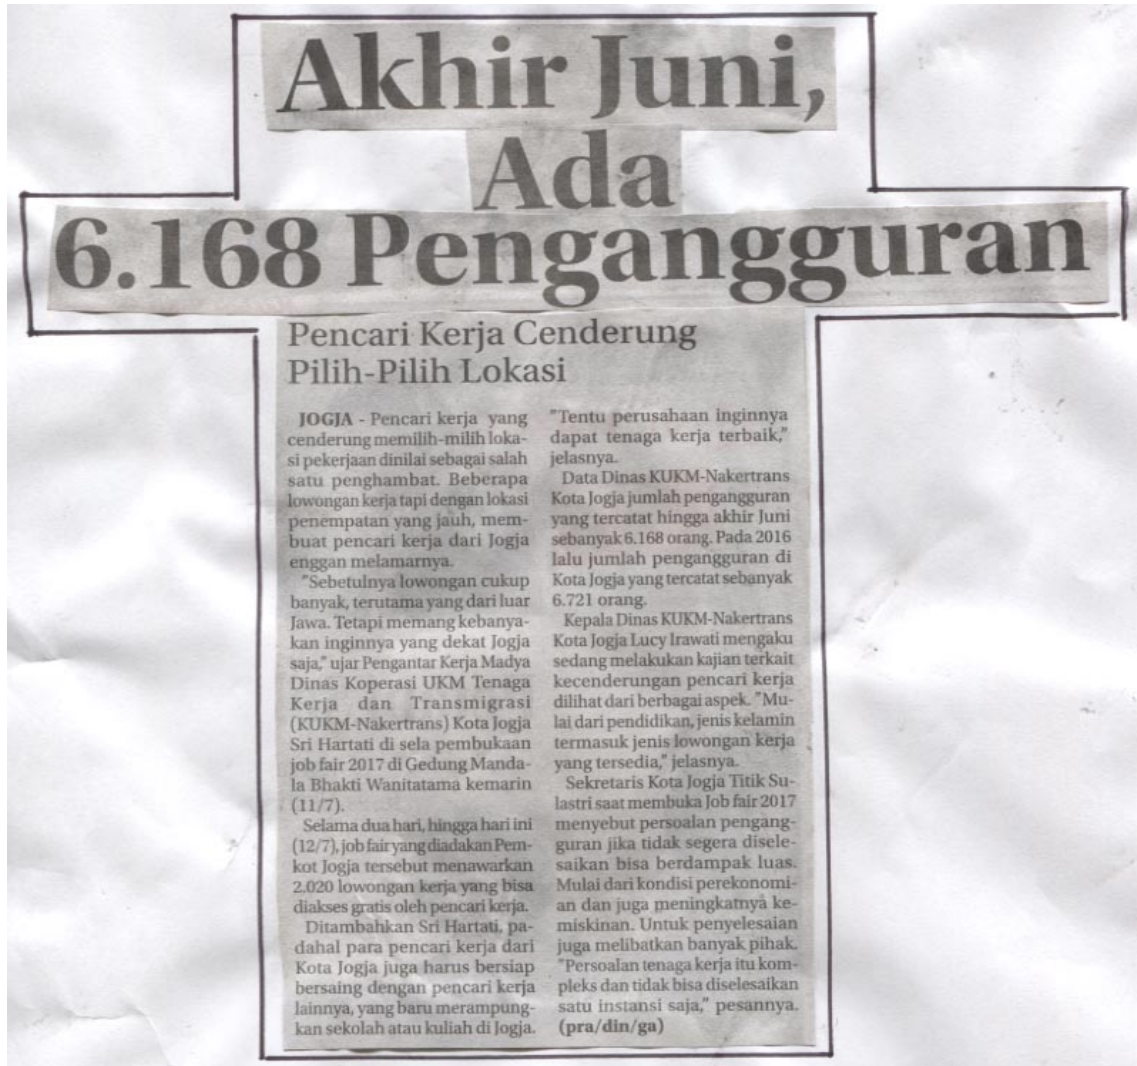 Akhir Juni,
Ada
6.168 Pengangguran
Pencari Kerja Cenderung
Pilih-Pilih Lokasi
JOGJA - Pencari kerja yang
cenderung memilih-milih loka-
si pekerjaan dinilai sebagai salah
satu penghambat. Beberapa
lowongan kerja tapi dengan lokasi
penempatan yang jauh, mem-
buat pencari kerja dari Jogja
enggan melamarnya.
"Sebetulnya lowongan cukup
banyak, terutama yang dari luar
Jawa. Tetapi memang kebanya-
kan inginnya yang dekat Jogja
saja," ujar Pengantar Kerja Madya
Dinas Koperasi UKM Tenaga
Kerja dan Transmigrasi
(KUKM-Nakertrans) Kota Jogja
Sri Hartati di sela pembukaan
job fair 2017 di Gedung Manda-
la Bhakti Wanitatama kemarin
(11/7).
Selama dua hari, hingga hari ini
(12/7), job fair yang diadakan Pem-
kot Jogja tersebut menawarkan
2.020 lowongan kerja yang bisa
diakses gratis oleh pencari kerja.
Ditambahkan Sri Hartati, pa-
dahal para pencari kerja dari
Kota Jogja juga harus bersiap
bersaing dengan pencari kerja
lainnya, yang baru merampung-
kan sekolah atau kuliah di Jogja.
"Tentu perusahaan inginnya
dapat tenaga kerja terbaik,"
jelasnya.
Data Dinas KUKM-Nakertrans
Kota Jogja jumlah pengangguran
yang tercatat hingga akhir Juni
sebanyak 6.168 orang. Pada 2016
lalu jumlah pengangguran di
Kota Jogja yang tercatat sebanyak
6.721 orang.
Kepala Dinas KUKM-Nakertrans
Kota Jogja Lucy Irawati mengaku
sedang melakukan kajian terkait
kecenderungan pencari kerja
dilihat dari berbagai aspek. "Mu-
lai dari pendidikan, jenis kelamin
termasuk jenis lowongan kerja
yang tersedia," jelasnya.
Sekretaris Kota Jogja Titik Su-
lastri saat membuka Job fair 2017
menyebut persoalan pengang-
guran jika tidak segera disele-
saikan bisa berdampak luas.
Mulai dari kondisi perekonomi-
an dan juga meningkatnya ke-
miskinan. Untuk penyelesaian
juga melibatkan banyak pihak.
"Persoalan tenaga kerja itu kom-
pleks dan tidak bisa diselesaikan
satu instansi saja," pesannya.
(pra/din/ga)